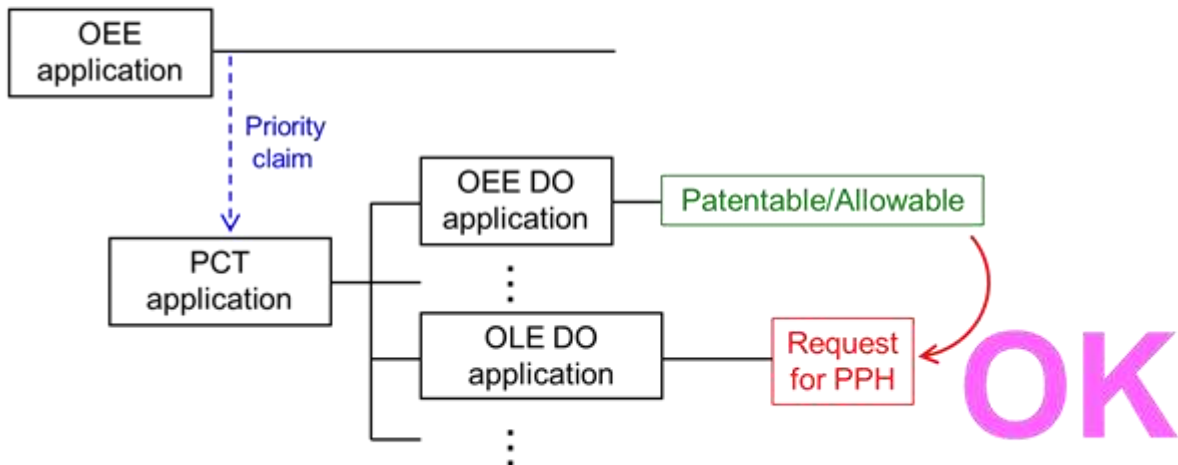 OEE
application
Priority
claim
OEE DO
application
Patentable/Allowable
PCT
application
OLE DO
application
Request
for PPH
OK